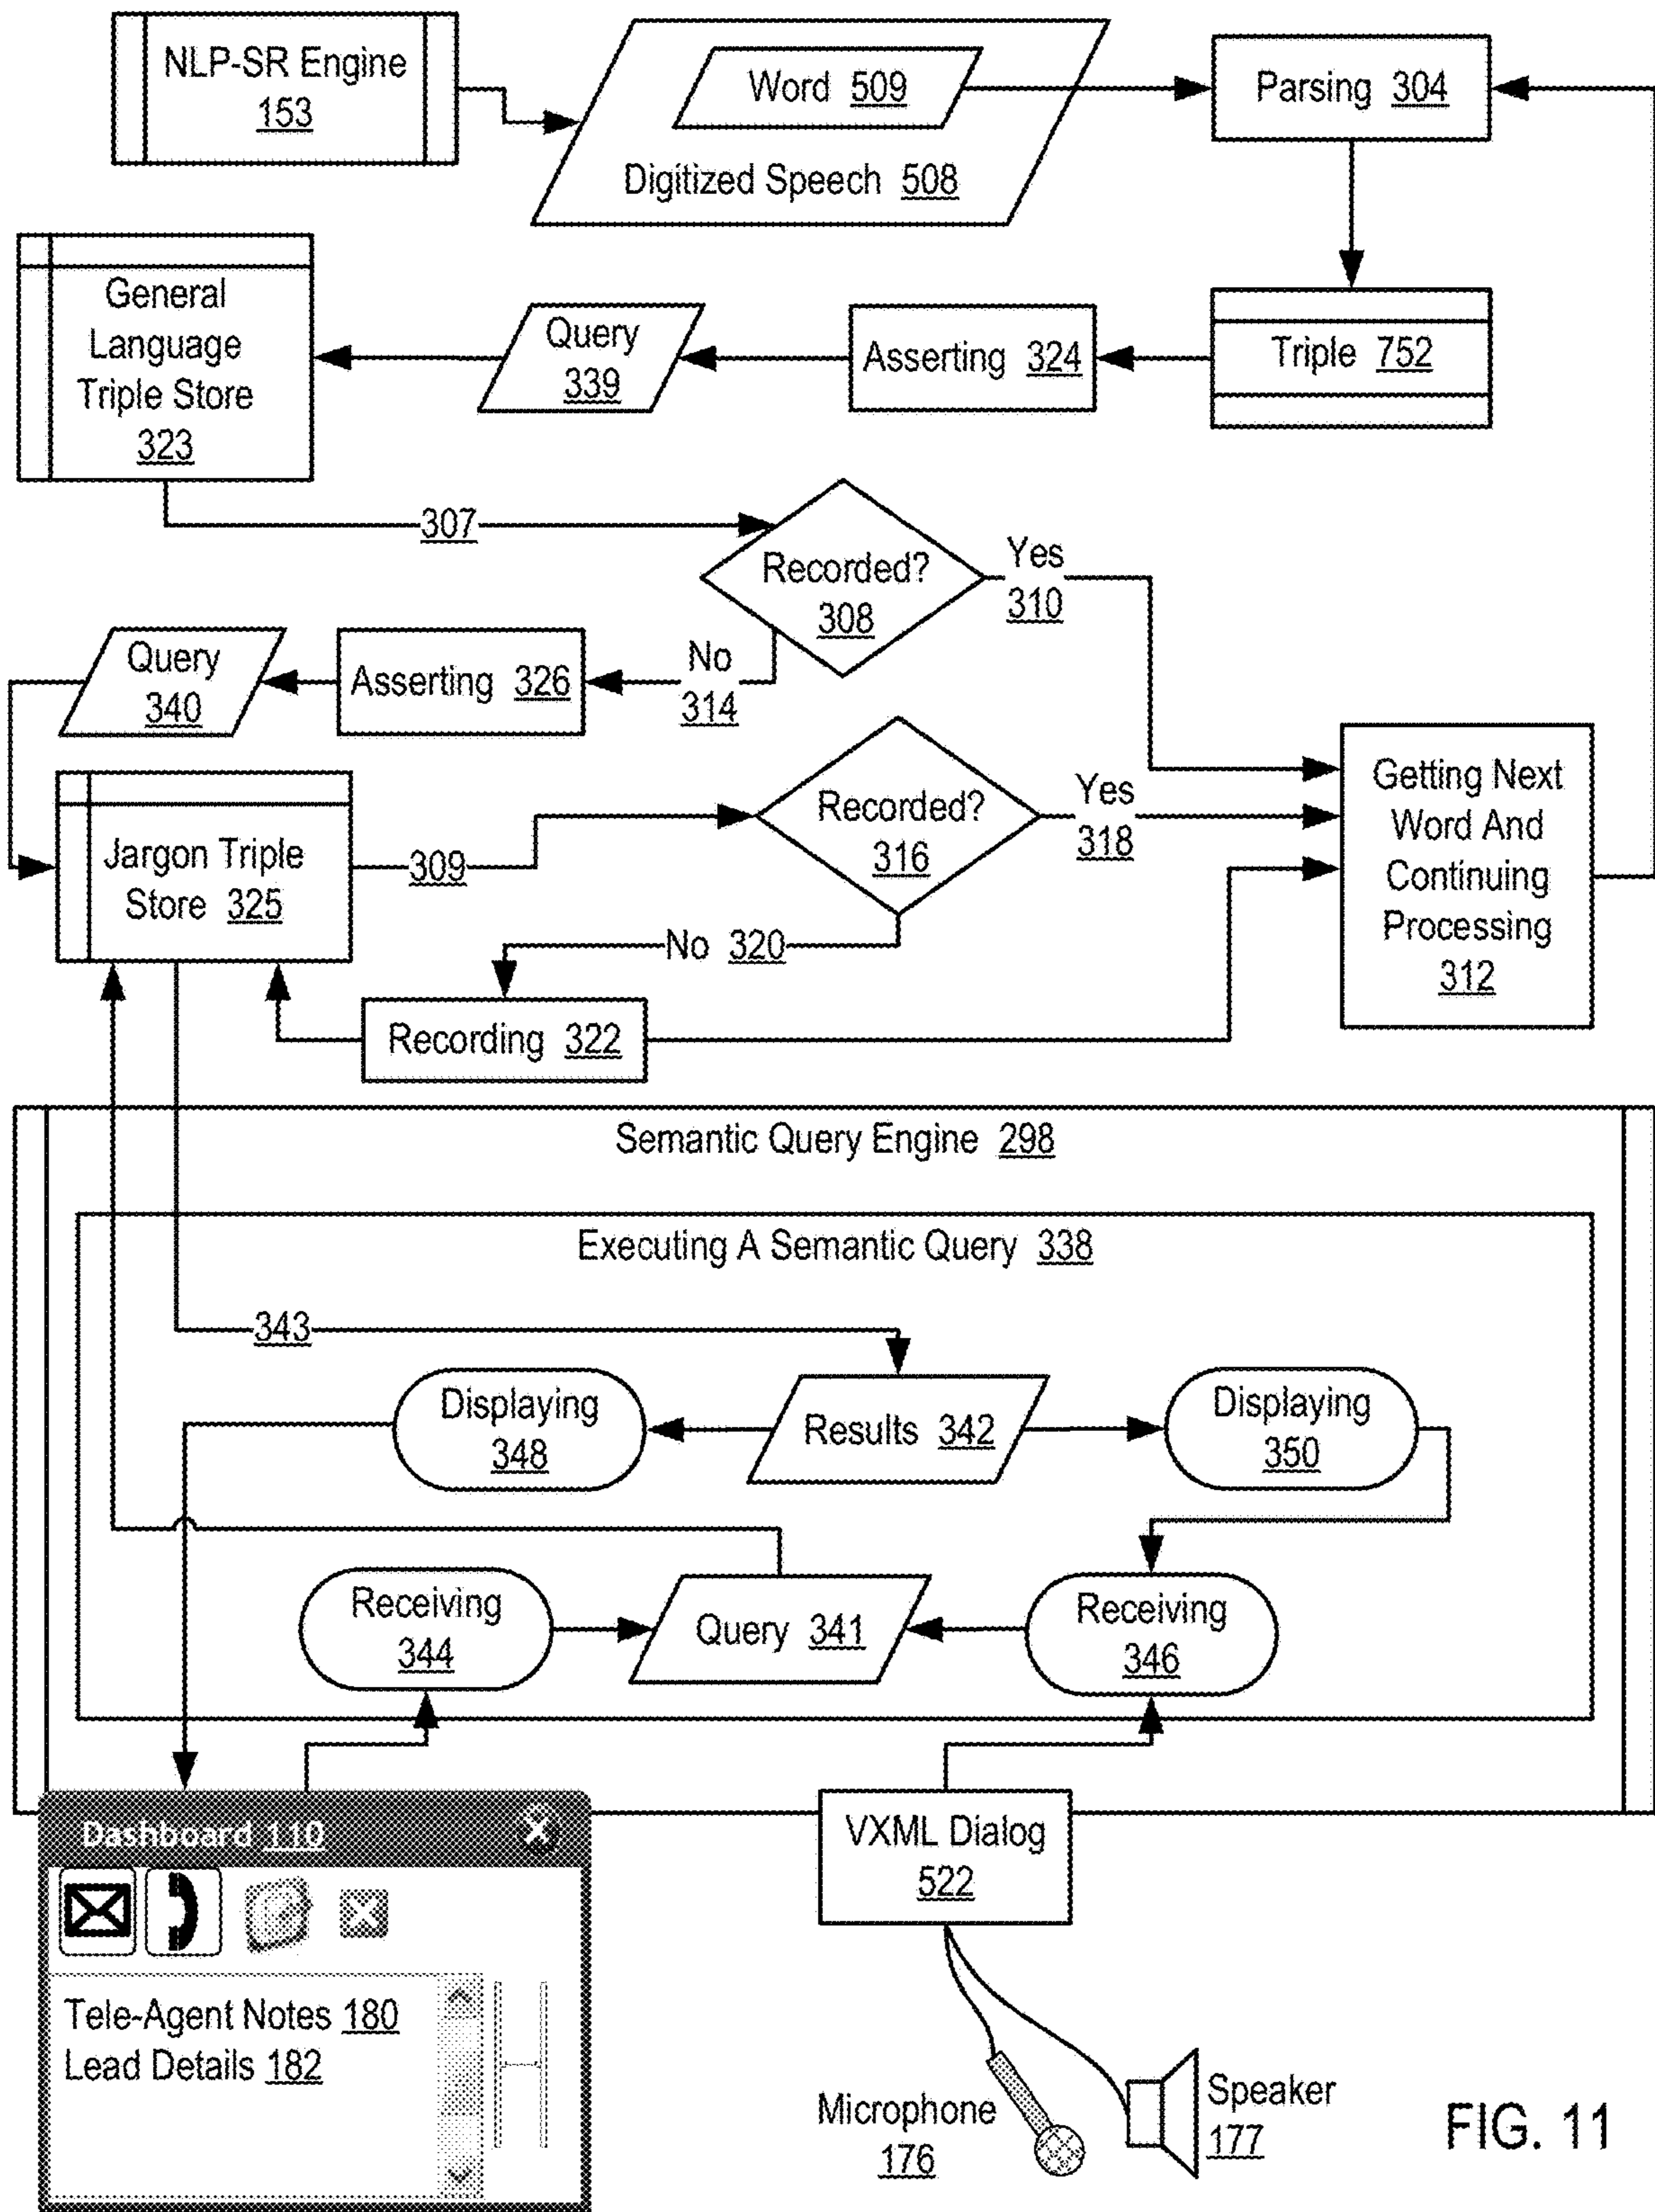 NLP-SR Engine
153
Word 509
Digitized Speech 508
Parsing 304
General
Language
Triple Store
323
Query
339
Asserting 324
Triple 752
307
Recorded?
308
Yes
310
Query
340
Asserting 326
No
314
Jargon Triple
Store 325
309
Recorded?
316
Yes
318
Getting Next
Word And
Continuing
Processing
312
No 320
Recording 322
Semantic Query Engine 298
Executing A Semantic Query 338
343
Displaying
348
Results 342
Displaying
350
Receiving
344
Query 341
Receiving
346
Dashboard 110
VXML Dialog
522
Tele-Agent Notes 180
Lead Details 182
Microphone
176
Speaker
177
FIG. 11